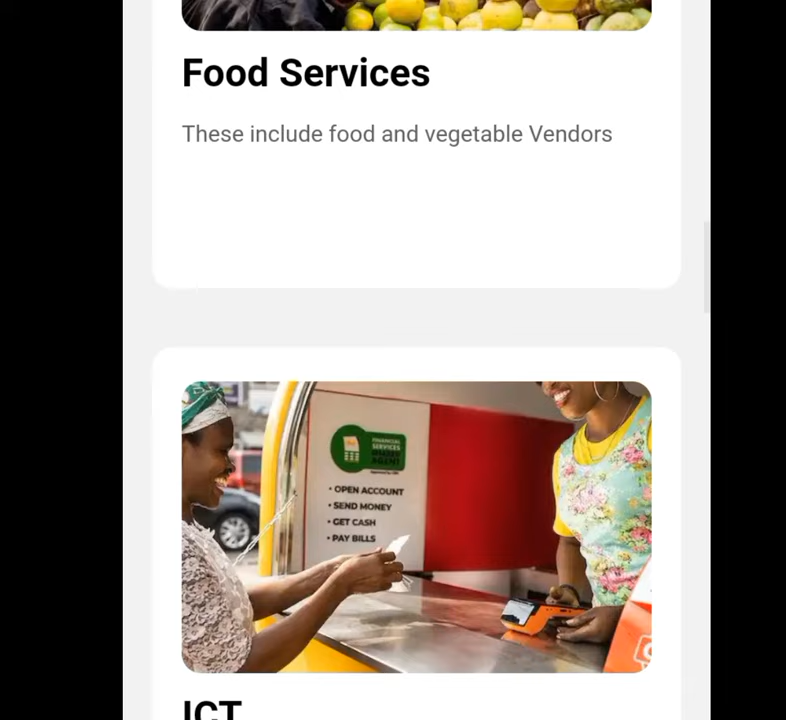 Food Services
These include food and vegetable Vendors
FINANCIAL
SERVICES
AGENT
• OPEN ACCOUNT
• SEND MONEY
• GET CASH
• PAY BILLS
ICT